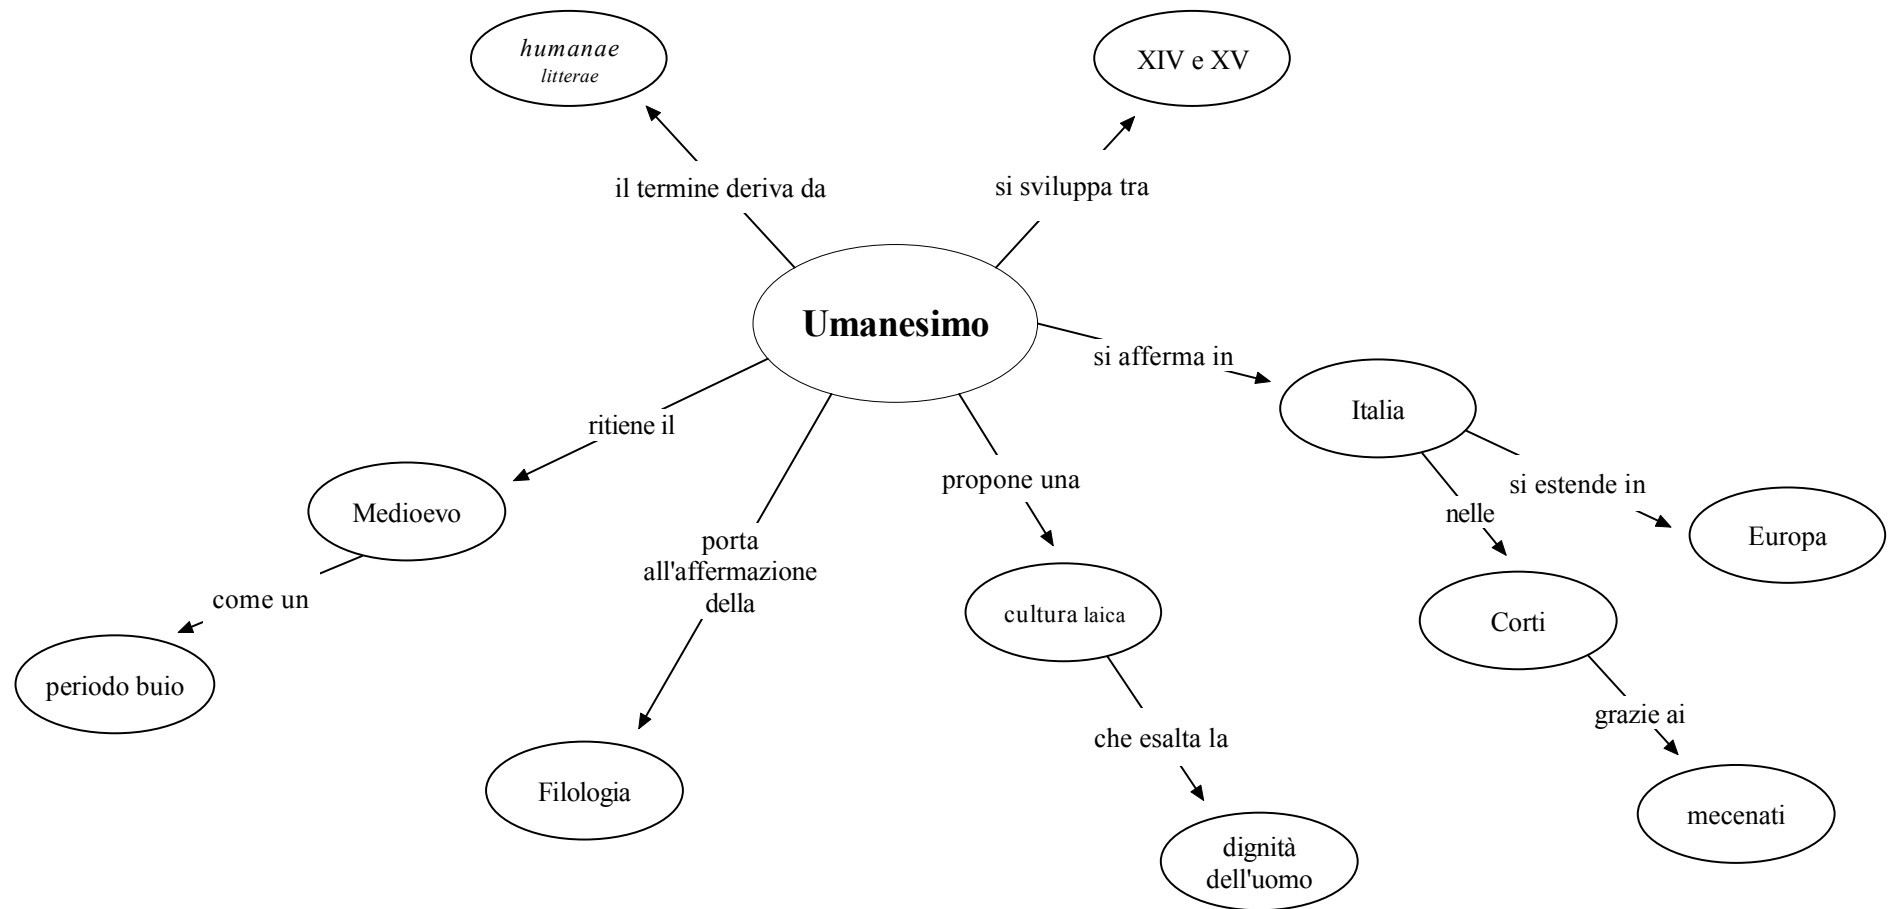 humanae
litterae
XIV e XV
il termine deriva da
si sviluppa tra
Umanesimo
si afferma in
Italia
ritiene il
propone una
si estende in
nelle
Medioevo
Europa
porta
all'affermazione
della
come un
cultura laica
Corti
periodo buio
grazie ai
che esalta la
Filologia
mecenati
dignità
dell'uomo